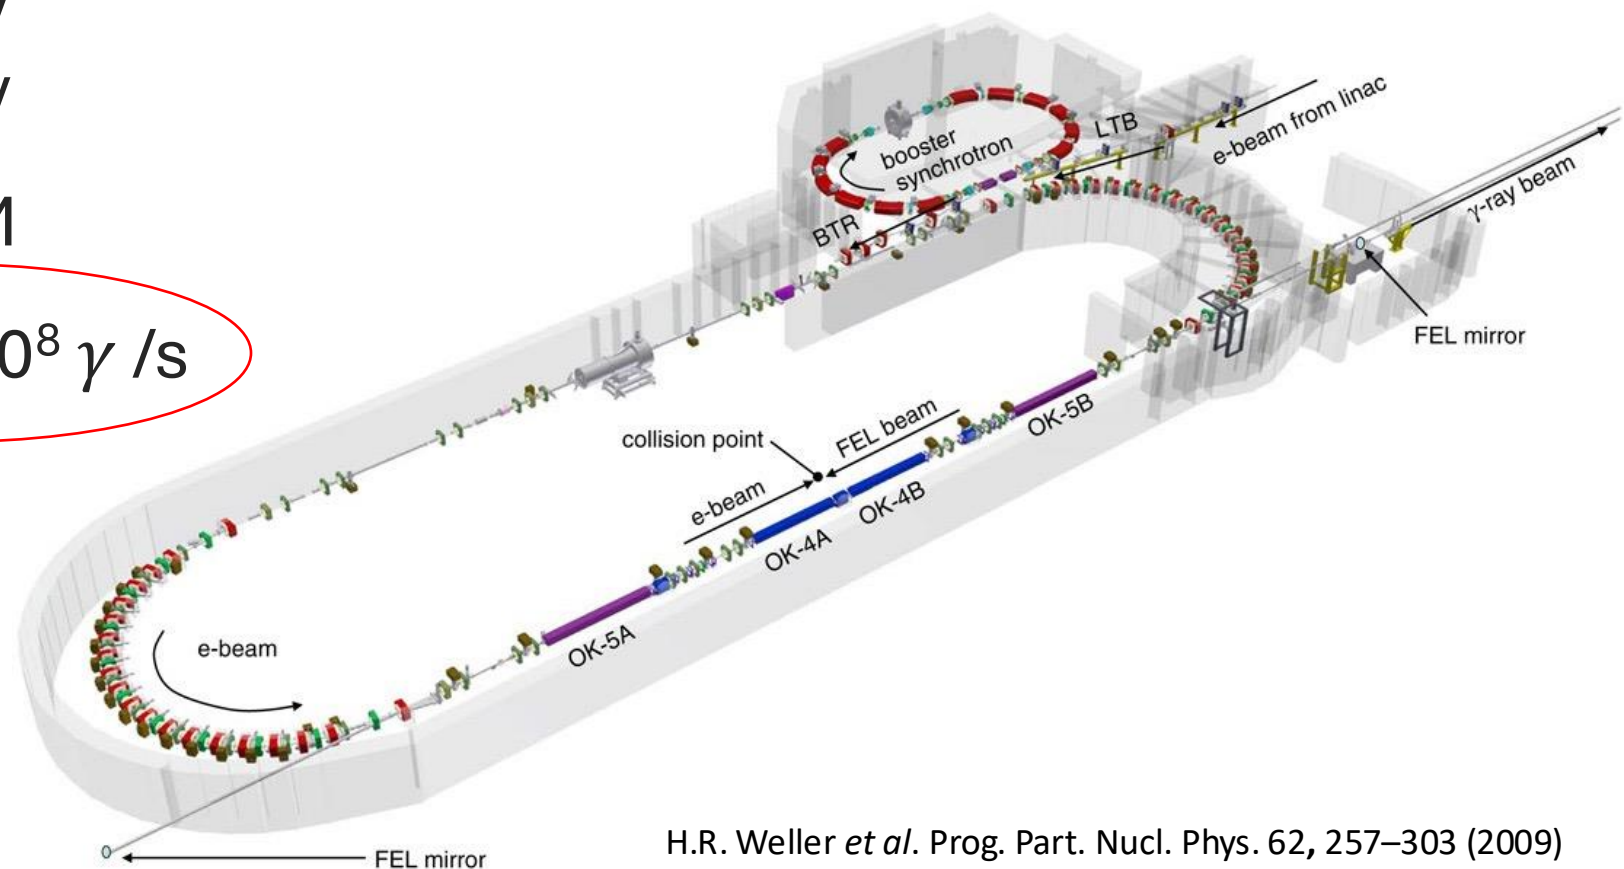 0⁸ γ /s
booster
synchrotron
LTB
e-beam from linac
γ-ray beam
BTR
FEL mirror
collision point
FEL beam
OK-5B
e-beam
OK-4B
OK-4A
OK-5A
e-beam
FEL mirror
H.R. Weller et al. Prog. Part. Nucl. Phys. 62, 257–303 (2009)